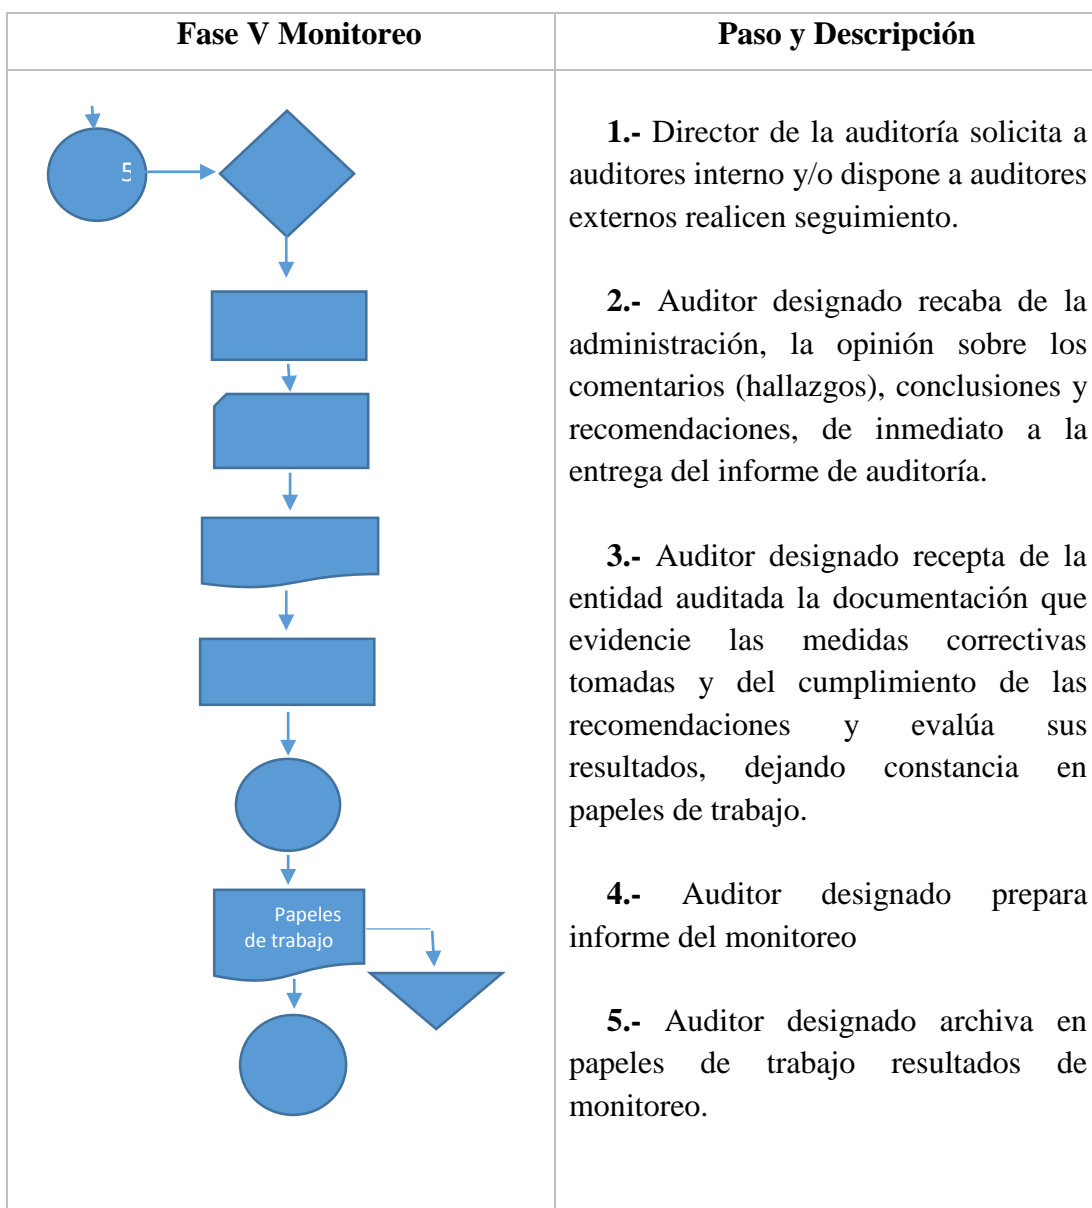 Fase V Monitoreo
Paso y Descripción
5
Papeles
de trabajo
1.- Director de la auditoría solicita a
auditores interno y/o dispone a auditores
externos realicen seguimiento.
2.- Auditor designado recaba de la
administración, la opinión sobre los
comentarios (hallazgos), conclusiones y
recomendaciones, de inmediato a la
entrega del informe de auditoría.
3.- Auditor designado recepta de la
entidad auditada la documentación que
evidencie las medidas correctivas
tomadas y del cumplimiento de las
recomendaciones y evalúa sus
resultados, dejando constancia en
papeles de trabajo.
4.- Auditor designado prepara
informe del monitoreo
5.- Auditor designado archiva en
papeles de trabajo resultados de
monitoreo.